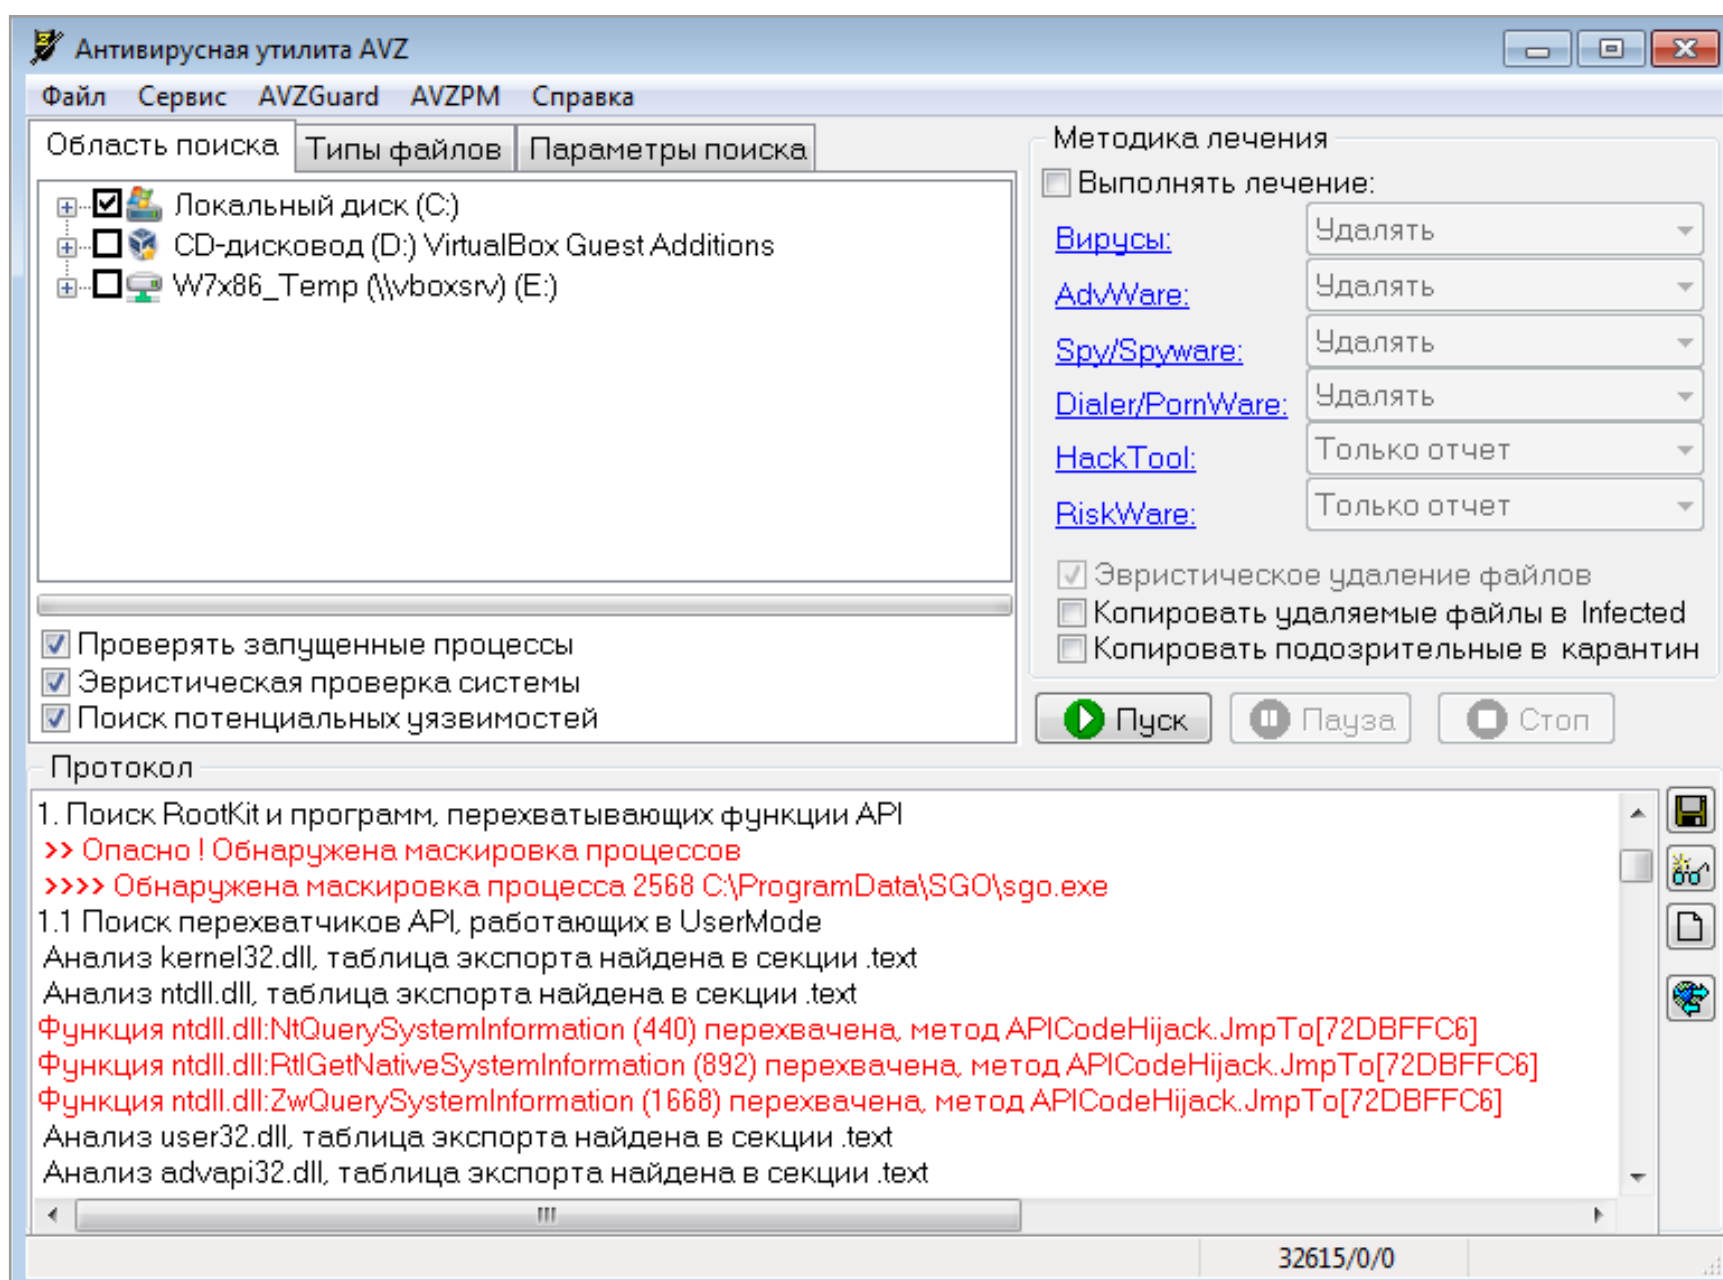 Антивирусная утилита AVZ
Файл Сервис AVZGuard AVZPM Справка
Область поиска Типы файлов Параметры поиска
Локальный диск (C:)
CD-дисковод (D:) VirtualBox Guest Additions
W7x86_Temp (\\vboxsrv) (E:)
Проверять запущенные процессы
Эвристическая проверка системы
Поиск потенциальных уязвимостей
Методика лечения
Выполнять лечение:
Вирусы: Удалять
AdvWare: Удалять
Spy/Spyware: Удалять
Dialer/PornWare: Удалять
HackTool: Только отчет
RiskWare: Только отчет
Эвристическое удаление файлов
Копировать удаляемые файлы в Infected
Копировать подозрительные в карантин
Пуск Пауза Стоп
Протокол
1. Поиск RootKit и программ, перехватывающих функции API
>> Опасно ! Обнаружена маскировка процессов
>>>> Обнаружена маскировка процесса 2568 C:\ProgramData\SGO\sgo.exe
1.1 Поиск перехватчиков API, работающих в UserMode
Анализ kernel32.dll, таблица экспорта найдена в секции .text
Анализ ntdll.dll, таблица экспорта найдена в секции .text
Функция ntdll.dll:NtQuerySystemInformation (440) перехвачена, метод APICodeHijack.JmpTo[72DBFFC6]
Функция ntdll.dll:RtlGetNativeSystemInformation (892) перехвачена, метод APICodeHijack.JmpTo[72DBFFC6]
Функция ntdll.dll:ZwQuerySystemInformation (1668) перехвачена, метод APICodeHijack.JmpTo[72DBFFC6]
Анализ user32.dll, таблица экспорта найдена в секции .text
Анализ advapi32.dll, таблица экспорта найдена в секции .text
32615/0/0